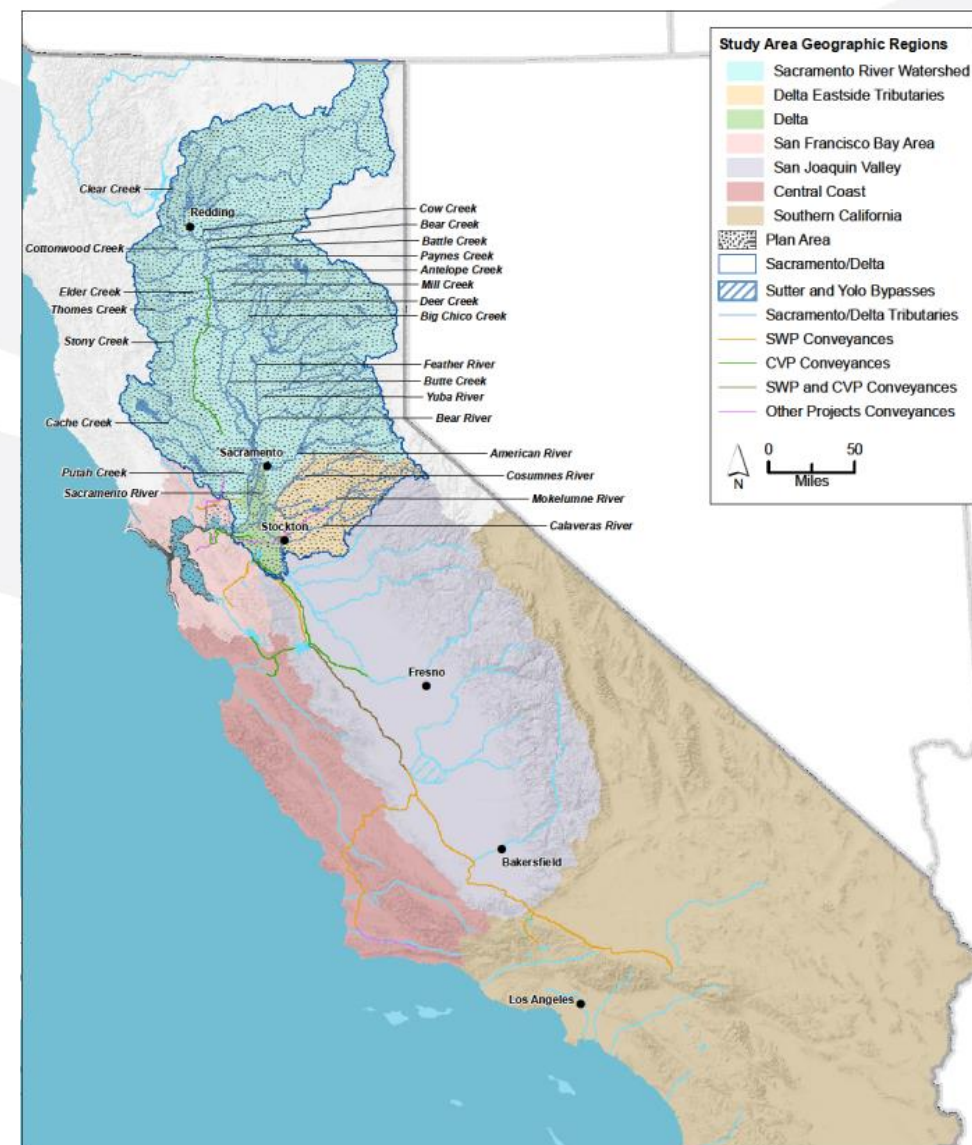 Study Area Geographic Regions
Sacramento River Watershed
Delta Eastside Tributaries
Delta
San Francisco Bay Area
San Joaquin Valley
Central Coast
Southern California
Plan Area
Sacramento/Delta
Sutter and Yolo Bypasses
Sacramento/Delta Tributaries
SWP Conveyances
CVP Conveyances
SWP and CVP Conveyances
Other Projects Conveyances
N
0 50
Miles
Clear Creek
Redding
Cow Creek
Bear Creek
Cottonwood Creek
Battle Creek
Paynes Creek
Antelope Creek
Elder Creek
Mill Creek
Thomes Creek
Deer Creek
Big Chico Creek
Stony Creek
Feather River
Butte Creek
Yuba River
Cache Creek
Bear River
Sacramento
American River
Putah Creek
Cosumnes River
Sacramento River
Mokelumne River
Stockton
Calaveras River
Fresno
Bakersfield
Los Angeles